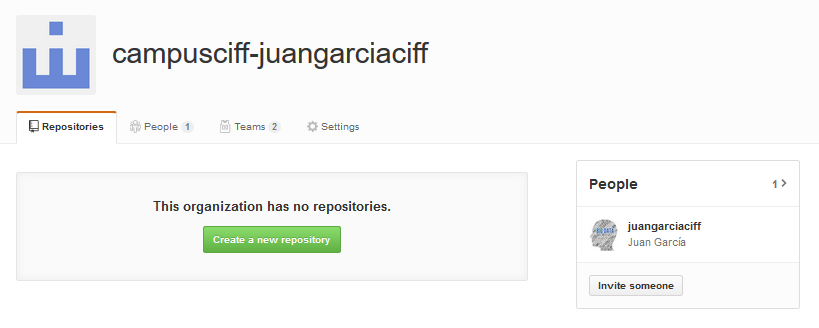 campusciff-juangarciaciff
Repositories
People 1
Teams 2
Settings
This organization has no repositories.
Create a new repository
People
1
juangarciaciff
Juan García
Invite someone